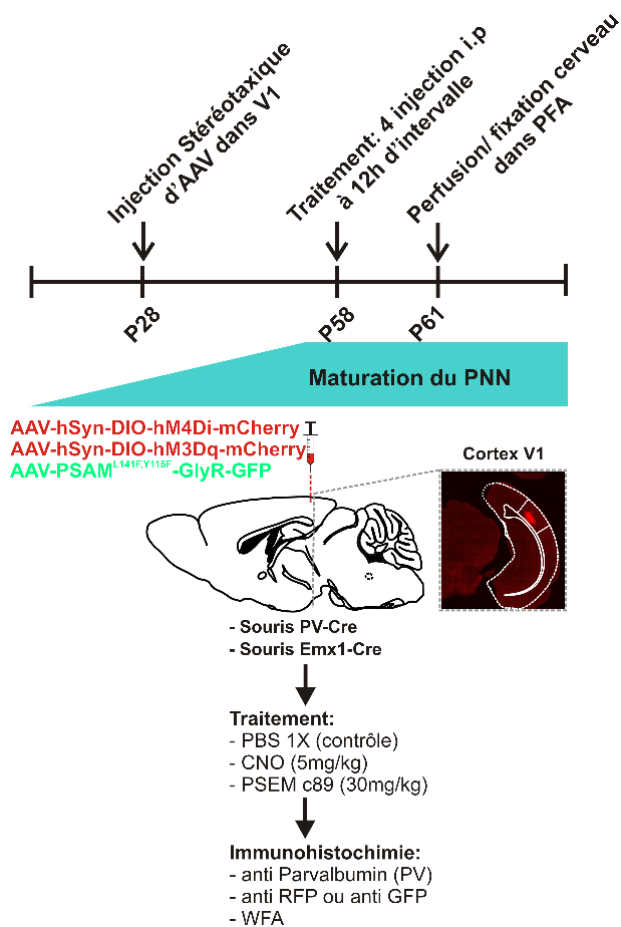 Injection Stéréotaxique
d'AAV dans V1
Traitement: 4 injection i.p
à 12h d'intervalle
Perfusion/ fixation cerveau
dans PFA
P28
P58
P61
Maturation du PNN
AAV-hSyn-DIO-hM4Di-mCherry
AAV-hSyn-DIO-hM3Dq-mCherry
AAV-PSAM^L141F,Y115F-GlyR-GFP
Cortex V1
- Souris PV-Cre
- Souris Emx1-Cre
Traitement:
- PBS 1X (contrôle)
- CNO (5mg/kg)
- PSEM c89 (30mg/kg)
Immunohistochimie:
- anti Parvalbumin (PV)
- anti RFP ou anti GFP
- WFA